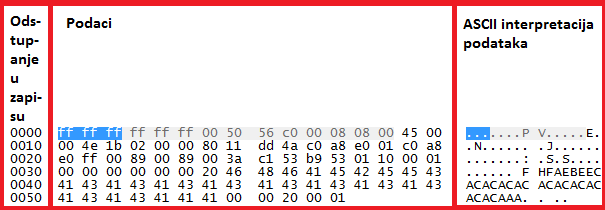 Ods-
tup-
anje
u
zapi-
su
Podaci
ASCII interpretacija
podataka
0000 ff ff ff ff ff ff 00 50 56 c0 00 08 08 00 45 00 .......P V.....E.
0010 00 4e 1b 02 00 00 80 11 dd 4a c0 a8 e0 01 c0 a8 .N...... .J......
0020 e0 ff 00 89 00 89 00 3a c1 53 b9 53 01 10 00 01 .......: .S.S....
0030 00 00 00 00 00 00 20 46 48 46 41 45 42 45 45 43 ...... F HFAEBEEC
0040 41 43 41 43 41 43 41 43 41 43 41 43 41 43 41 43 ACACACAC ACACACAC
0050 41 43 41 43 41 41 41 00 00 20 00 01 ACACAAA. . ..